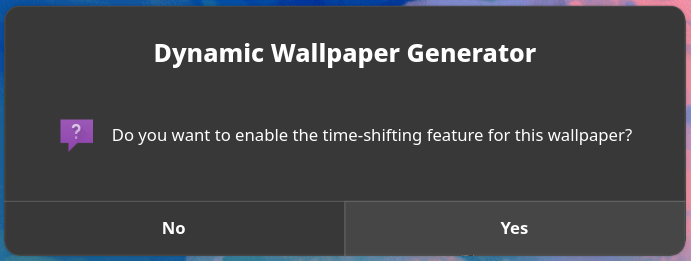 Dynamic Wallpaper Generator
Do you want to enable the time-shifting feature for this wallpaper?
No
Yes